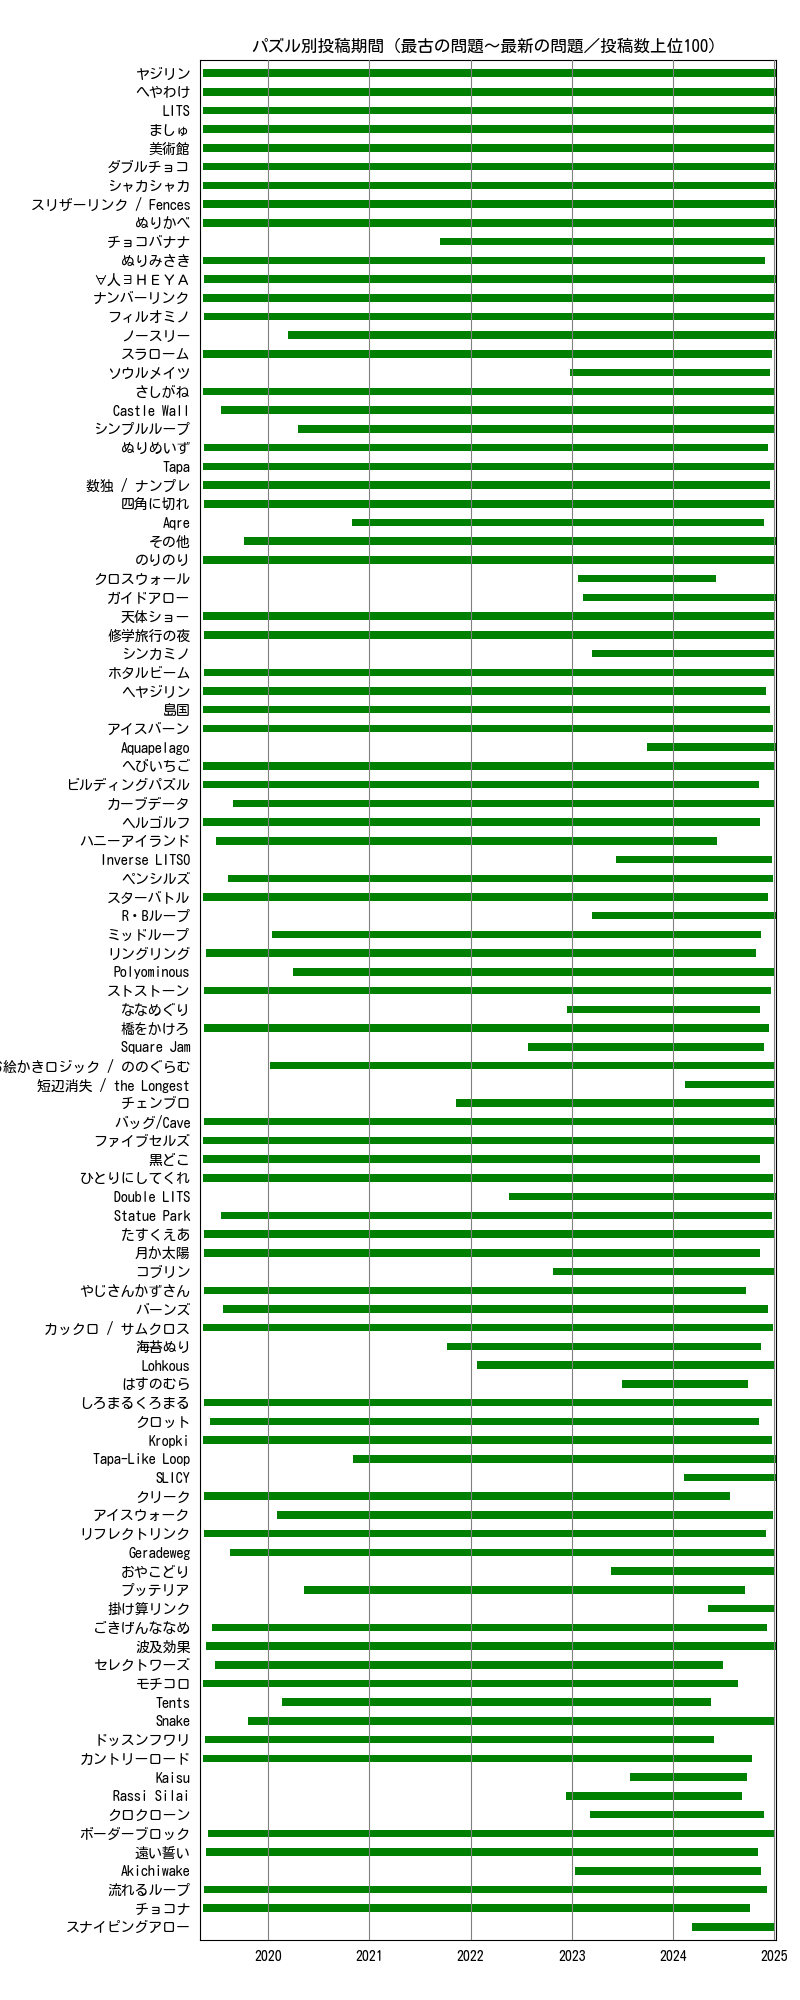 パズル別投稿期間（最古の問題～最新の問題／投稿数上位100）
ヤジリン
へやわけ
LITS
ましゅ
美術館
ダブルチョコ
シャカシャカ
スリザーリンク / Fences
ぬりかべ
チョコバナナ
ぬりみさき
∀人∃ＨＥＹＡ
ナンバーリンク
フィルオミノ
ノースリー
スラローム
ソウルメイツ
さしがね
Castle Wall
シンプルループ
ぬりめいず
Tapa
数独 / ナンプレ
四角に切れ
Aqre
その他
のりのり
クロスウォール
ガイドアロー
天体ショー
修学旅行の夜
シンカミノ
ホタルビーム
ヘヤジリン
島国
アイスバーン
Aquapelago
へびいちご
ビルディングパズル
カーブデータ
ヘルゴルフ
ハニーアイランド
Inverse LITSO
ペンシルズ
スターバトル
R・Bループ
ミッドループ
リングリング
Polyominous
ストストーン
ななめぐり
橋をかけろ
Square Jam
絵かきロジック / ののぐらむ
短辺消失 / the Longest
チェンブロ
バッグ/Cave
ファイブセルズ
黒どこ
ひとりにしてくれ
Double LITS
Statue Park
たすくえあ
月か太陽
コブリン
やじさんかずさん
バーンズ
カックロ / サムクロス
海苔ぬり
Lohkous
はすのむら
しろまるくろまる
クロット
Kropki
Tapa-Like Loop
SLICY
クリーク
アイスウォーク
リフレクトリンク
Geradeweg
おやこどり
プッテリア
掛け算リンク
ごきげんななめ
波及効果
セレクトワーズ
モチコロ
Tents
Snake
ドッスンフワリ
カントリーロード
Kaisu
Rassi Silai
クロクローン
ボーダーブロック
遠い誓い
Akichiwake
流れるループ
チョコナ
スナイピングアロー
2020 2021 2022 2023 2024 2025